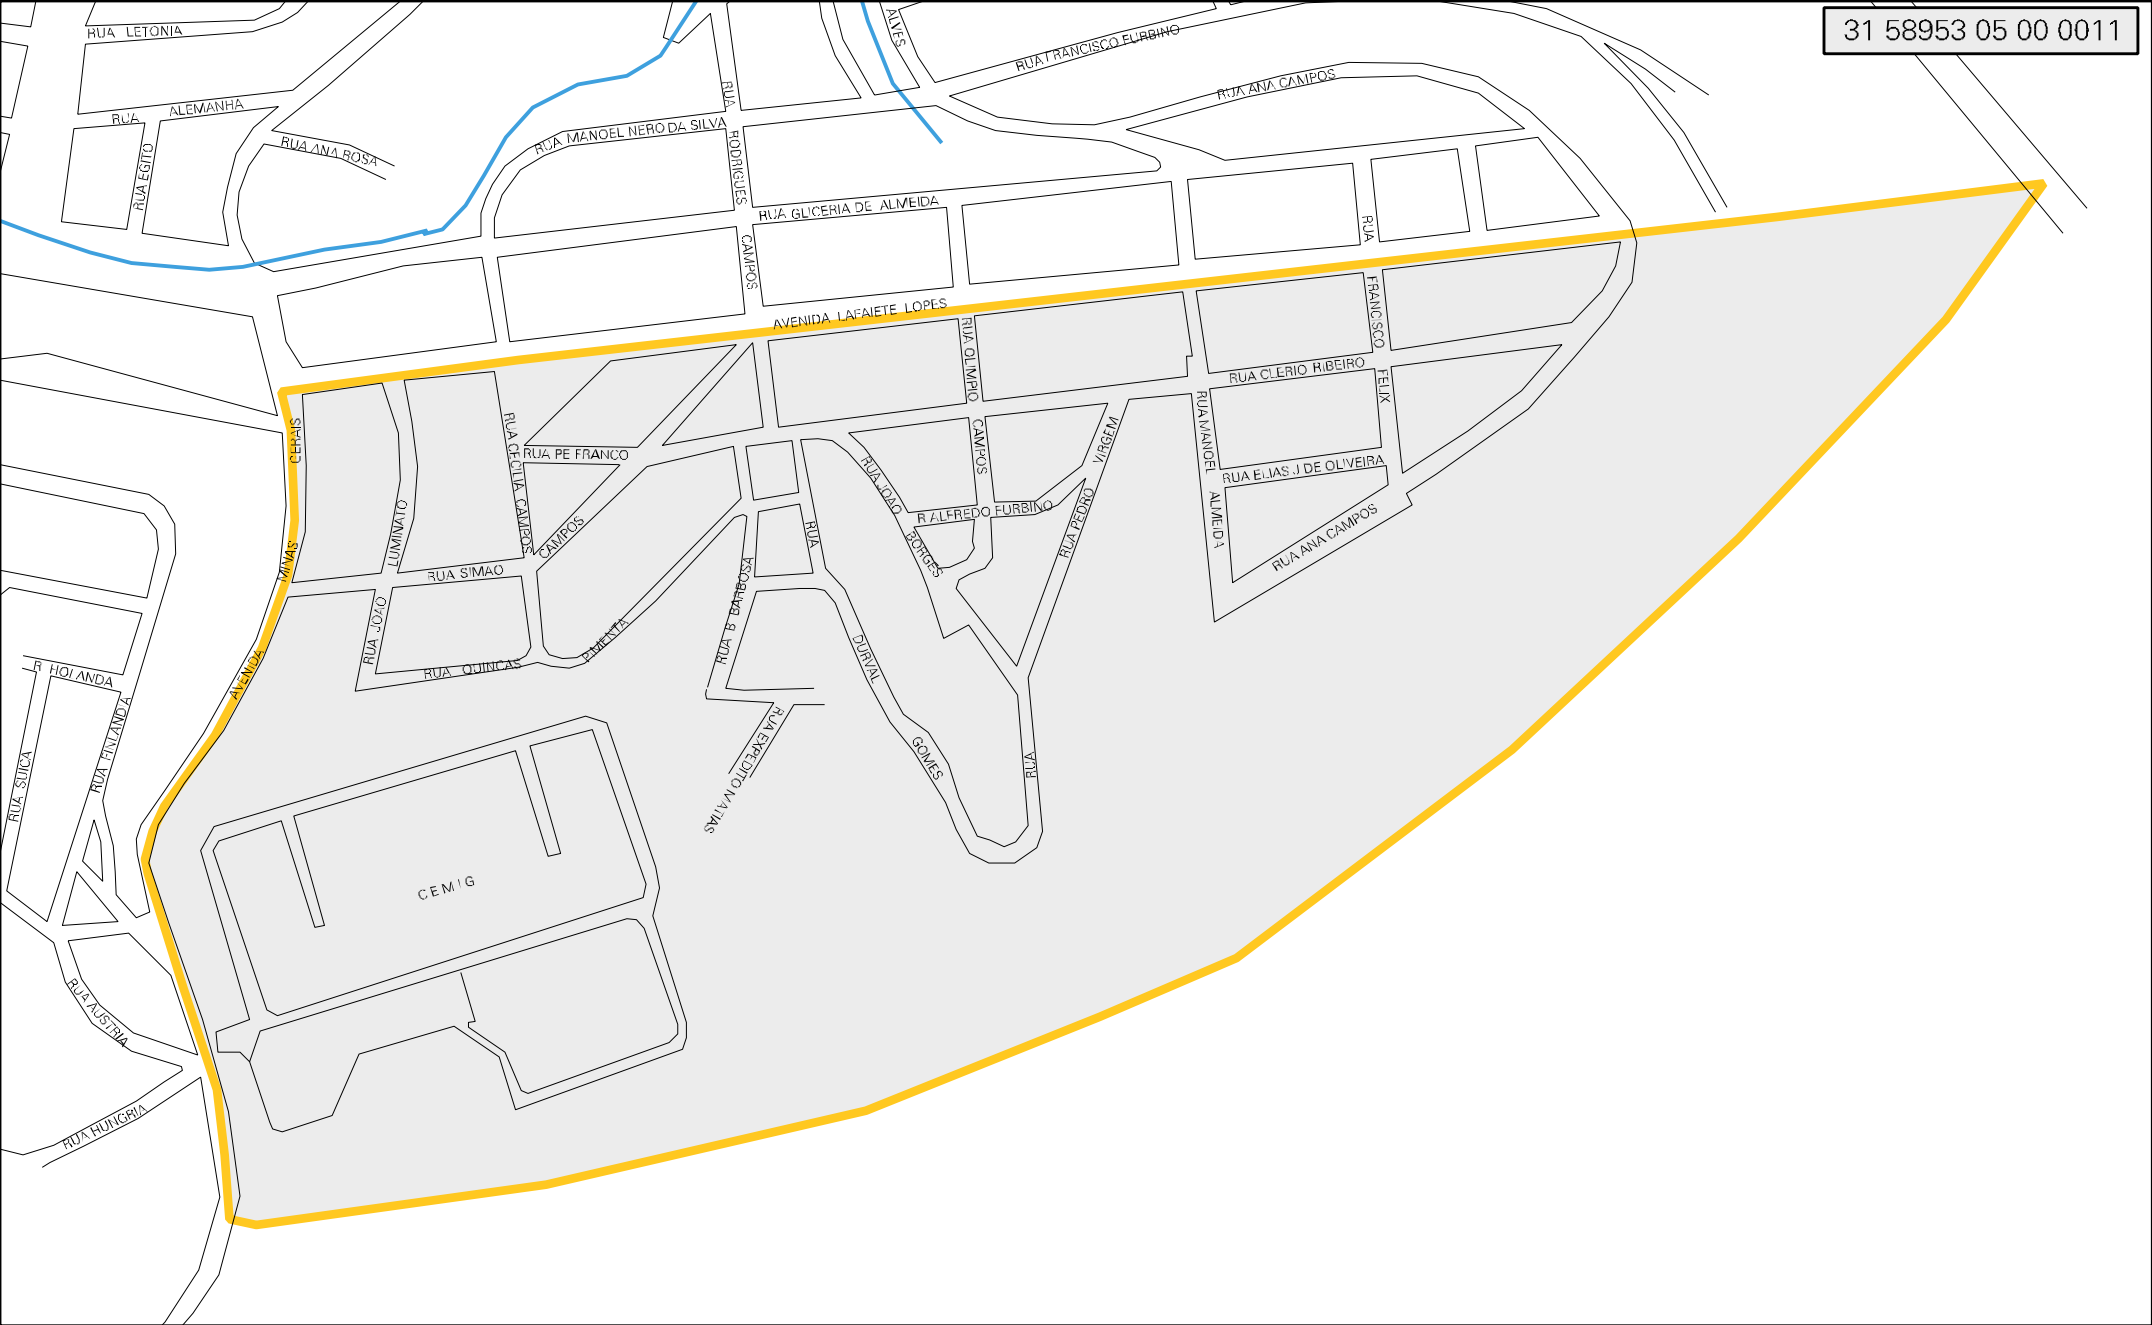 31 58953 05 00 0011
RUA LETONIA
ALVES
RUA FRANCISCO FURBINO
RUA ANA CAMPOS
RUA ALEMANHA
RUA EGITO
RUA ANA ROSA
RUA MANOEL NERO DA SILVA
RUA RODRIGUES CAMPOS
RUA GLICERIA DE ALMEIDA
AVENIDA LAFAIETE LOPES
RUA FRANCISCO FELIX
RUA OLIMPIO CAMPOS
RUA CLERIO RIBEIRO
RUA MANOEL ALMEIDA
RUA ELIAS J DE OLIVEIRA
RUA ANA CAMPOS
RUA PEDRO VIRGEM
R ALFREDO FURBINO
RUA JOAO BORGES
RUA CECILIA CAMPOS
RUA PE FRANCO
CAMPOS
RUA SIMAO
RUA JOAO LUMINATO
RUA QUINCAS PIMENTA
RUA B BARBOSA
RUA DURVAL GOMES
RUA
RUA EXPEDITO MATIAS
AVENIDA MINAS GERAIS
R HOLANDA
RUA FINLANDIA
RUA SUICA
CEMIG
RUA AUSTRIA
RUA HUNGRIA